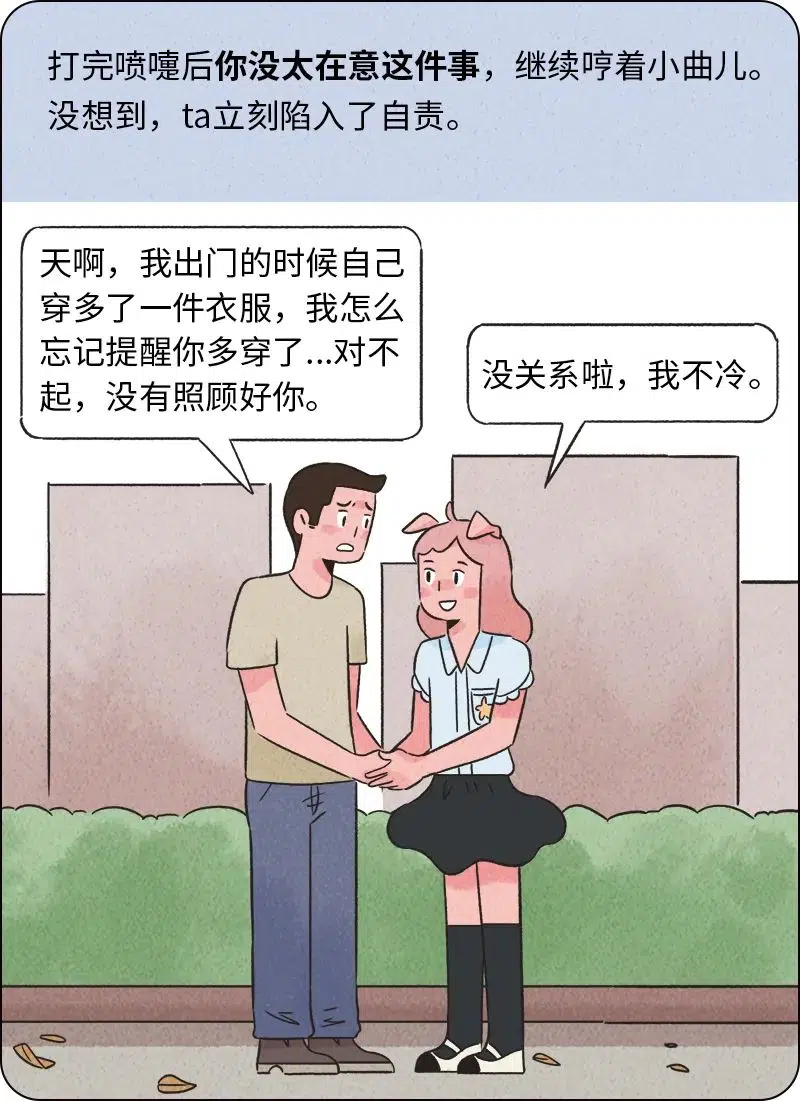 打完喷嚏后你没太在意这件事，继续哼着小曲儿。
没想到，ta立刻陷入了自责。
天啊，我出门的时候自己
穿多了一件衣服，我怎么
忘记提醒你多穿了...对不
起，没有照顾好你。
没关系啦，我不冷。